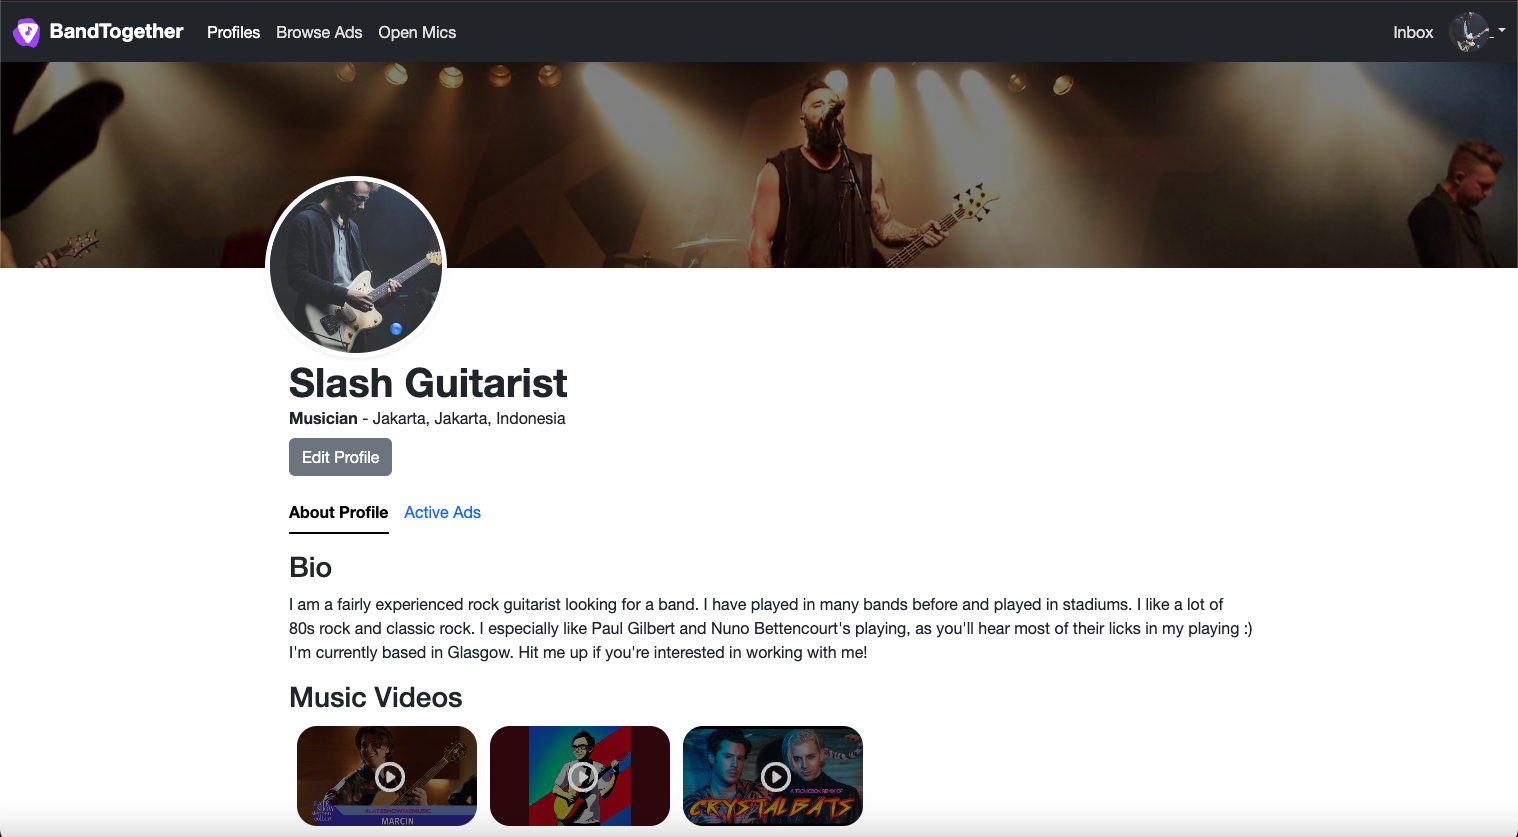 BandTogether
Profiles
Browse Ads
Open Mics
Inbox
Slash Guitarist
Musician - Jakarta, Jakarta, Indonesia
Edit Profile
About Profile
Active Ads
Bio
I am a fairly experienced rock guitarist looking for a band. I have played in many bands before and played in stadiums. I like a lot of
80s rock and classic rock. I especially like Paul Gilbert and Nuno Bettencourt's playing, as you'll hear most of their licks in my playing :)
I'm currently based in Glasgow. Hit me up if you're interested in working with me!
Music Videos
#LATESHOWMEMUSIC
MARCIN
A TRONICBOX REMIX OF
CRYSTAL BATS